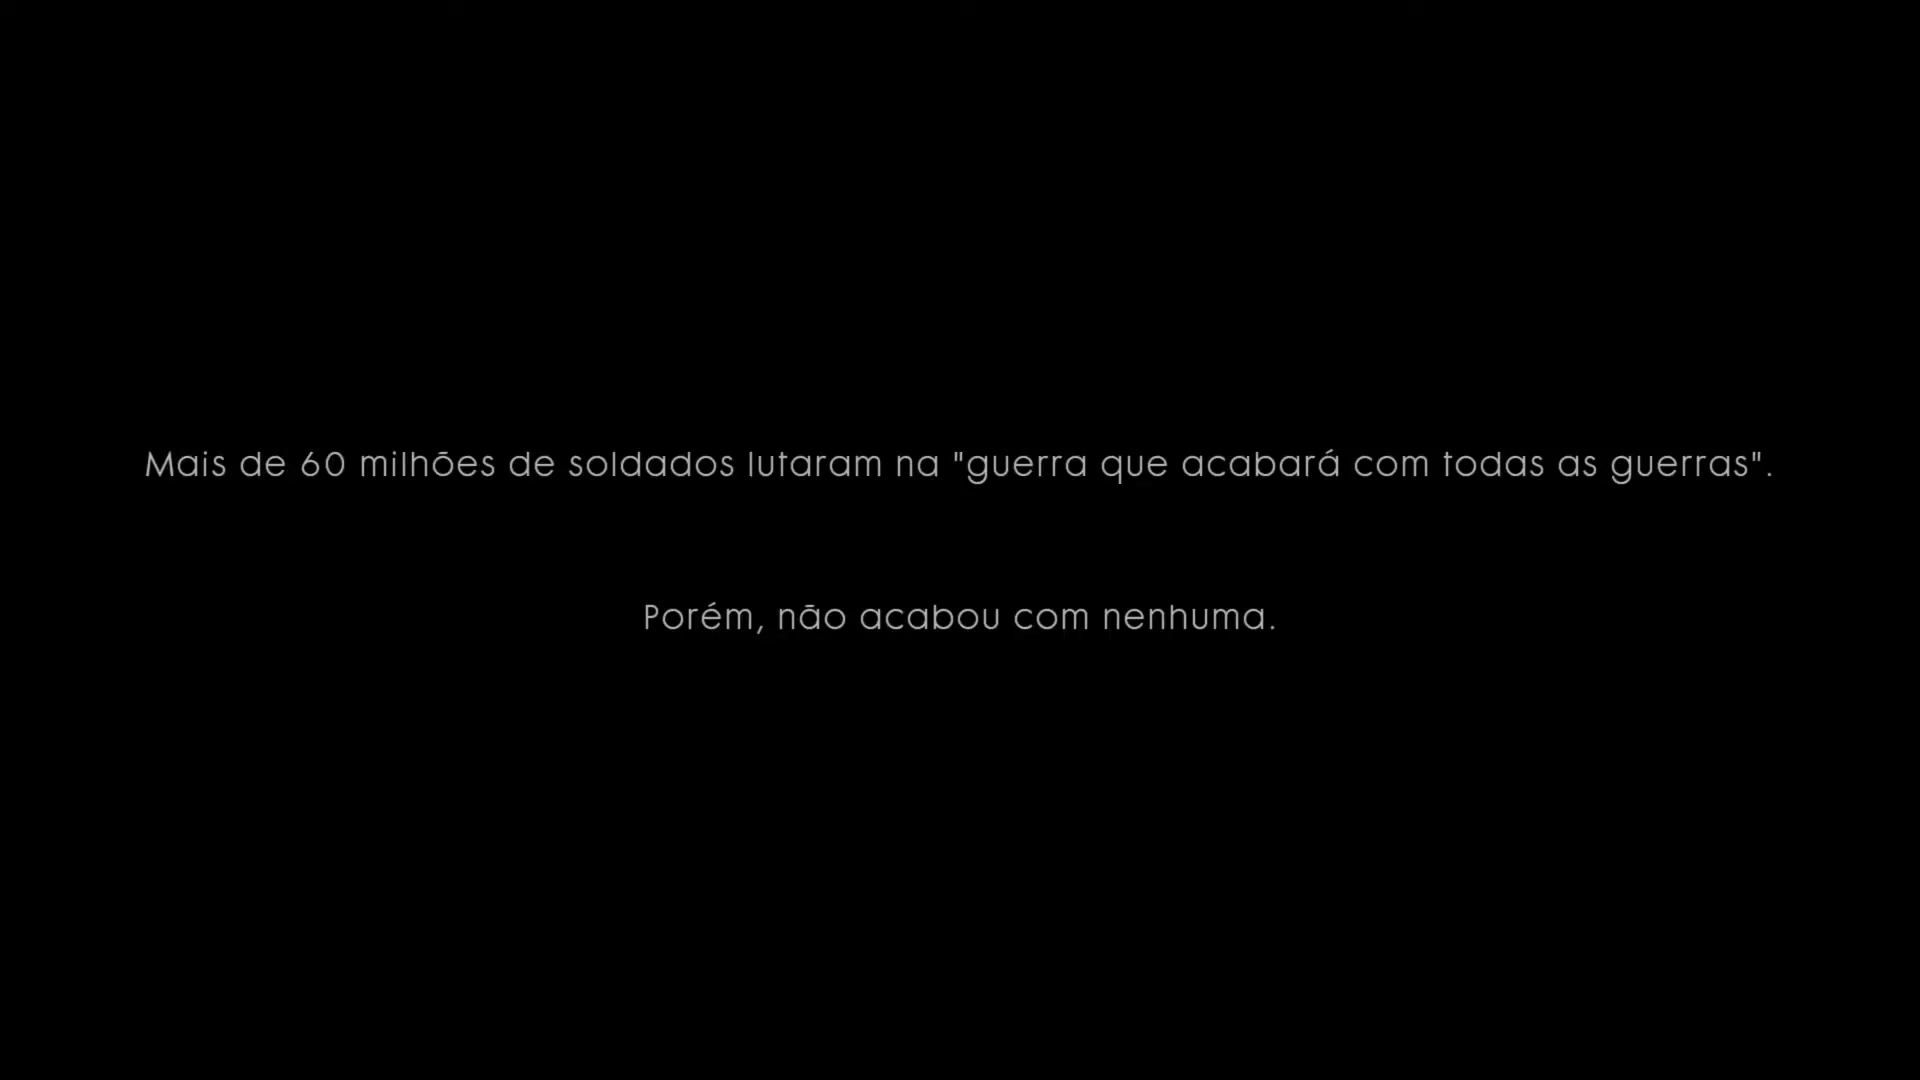 Mais de 60 milhões de soldados lutaram na "guerra que acabará com todas as guerras".
Porém, não acabou com nenhuma.